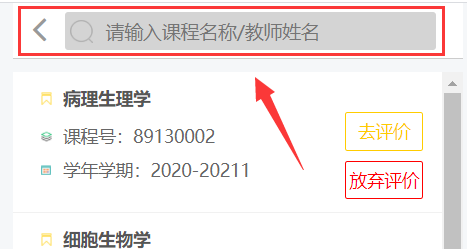 请输入课程名称/教师姓名
病理生理学
课程号：89130002
去评价
学年学期：2020-20211
放弃评价
细胞生物学